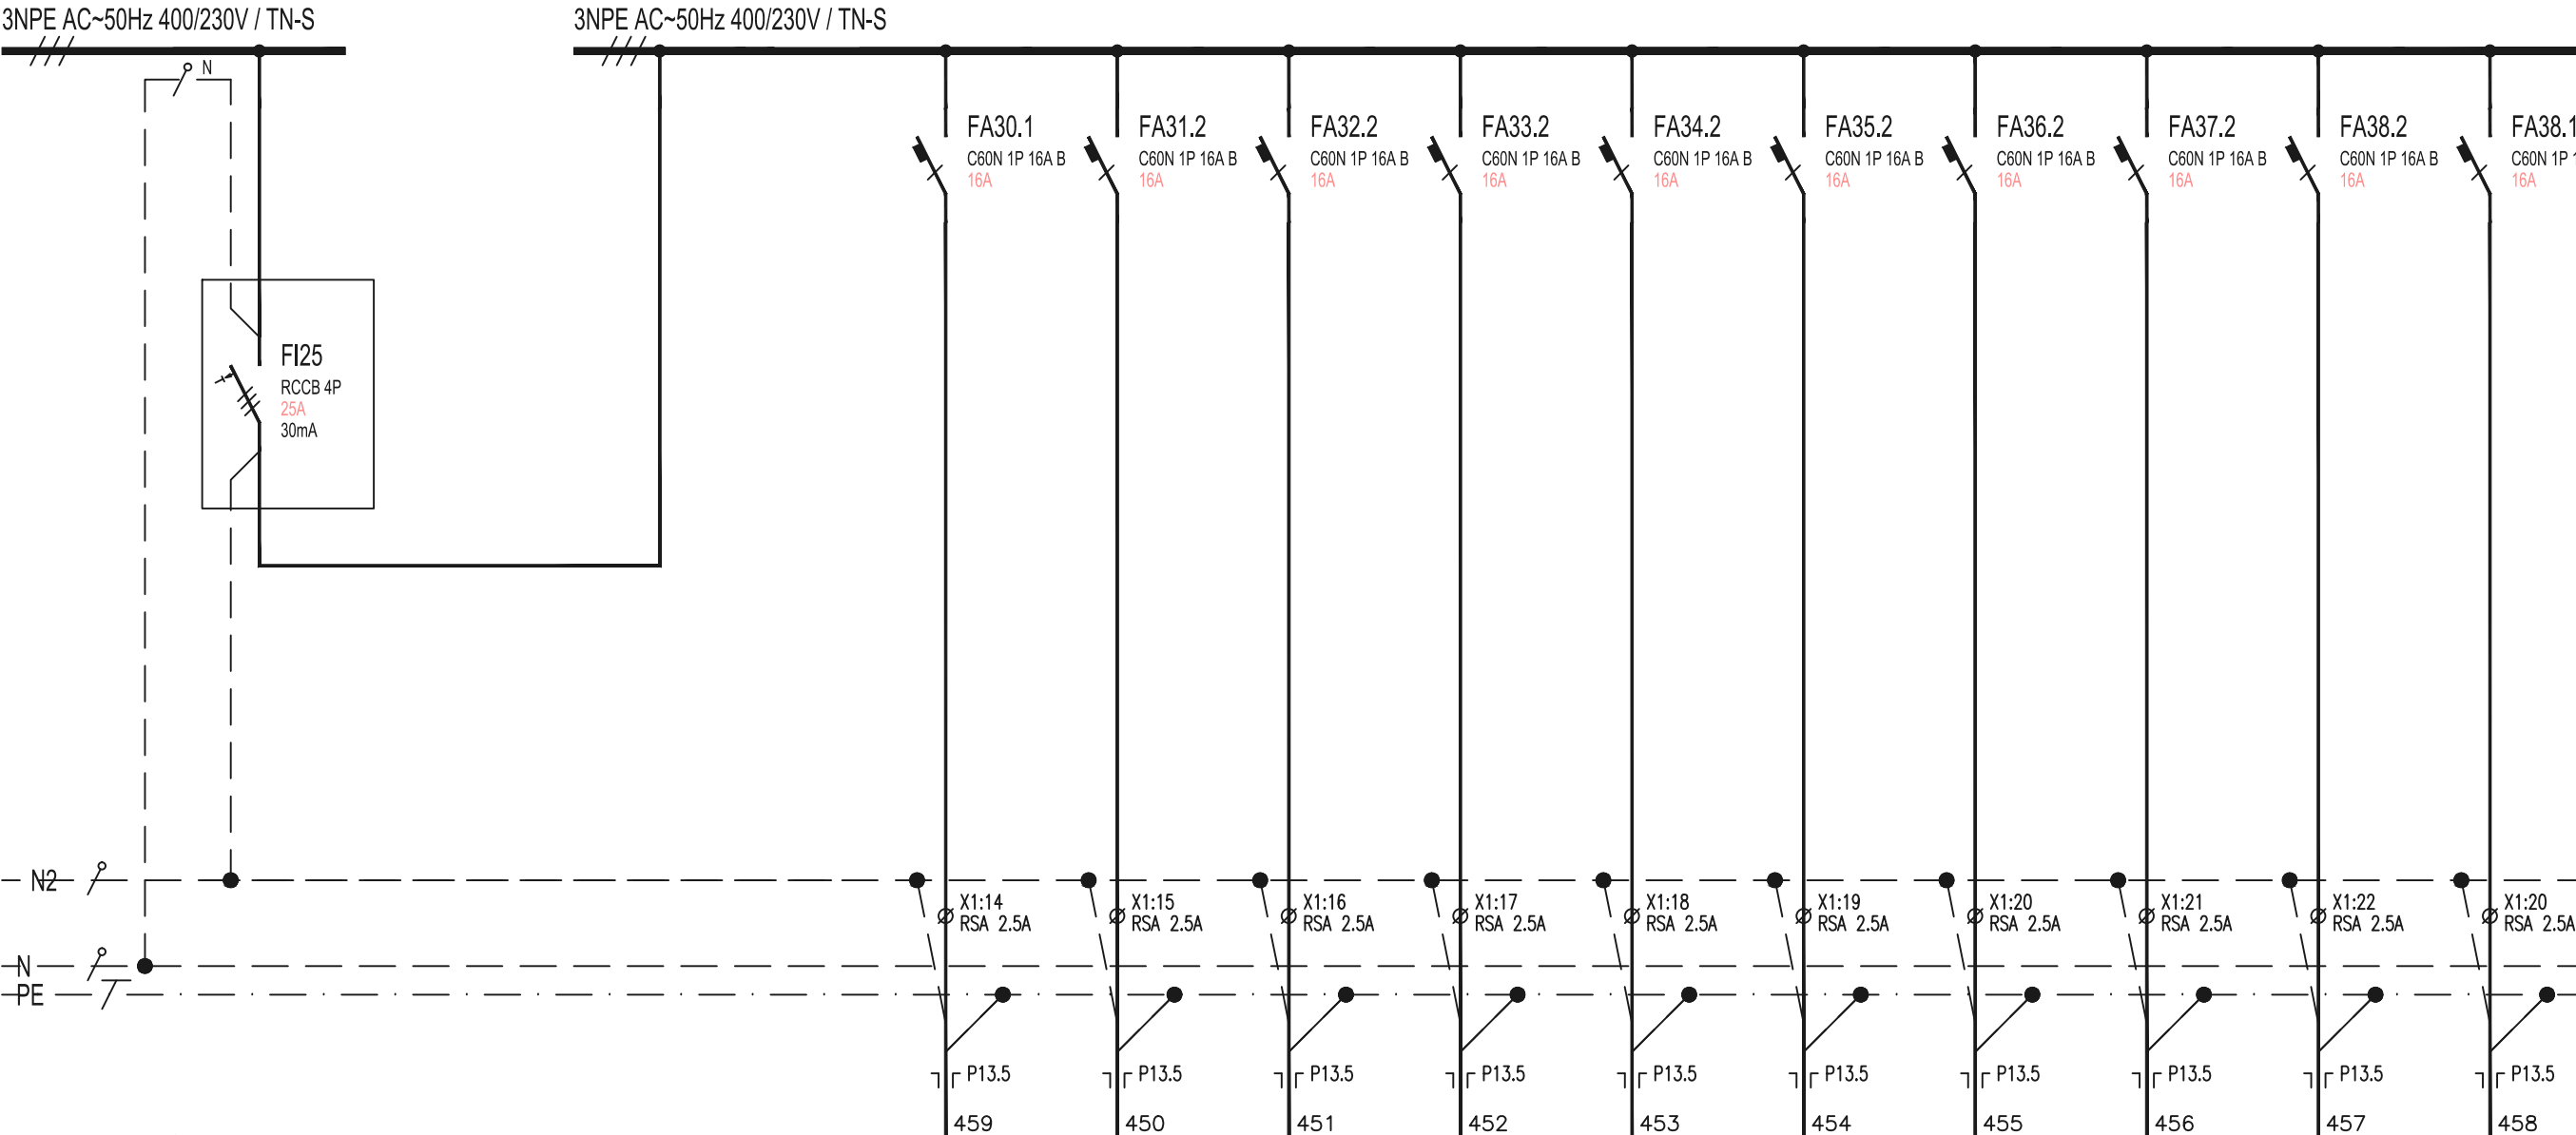 3NPE AC~50Hz 400/230V / TN-S
3NPE AC~50Hz 400/230V / TN-S
N
FA30.1
C60N 1P 16A B
16A
FA31.2
C60N 1P 16A B
16A
FA32.2
C60N 1P 16A B
16A
FA33.2
C60N 1P 16A B
16A
FA34.2
C60N 1P 16A B
16A
FA35.2
C60N 1P 16A B
16A
FA36.2
C60N 1P 16A B
16A
FA37.2
C60N 1P 16A B
16A
FA38.2
C60N 1P 16A B
16A
FA38.1
C60N 1P 1
16A
FI25
RCCB 4P
25A
30mA
N2
X1:14
RSA 2.5A
X1:15
RSA 2.5A
X1:16
RSA 2.5A
X1:17
RSA 2.5A
X1:18
RSA 2.5A
X1:19
RSA 2.5A
X1:20
RSA 2.5A
X1:21
RSA 2.5A
X1:22
RSA 2.5A
X1:20
RSA 2.5A
N
PE
P13.5
P13.5
P13.5
P13.5
P13.5
P13.5
P13.5
P13.5
P13.5
P13.5
459
450
451
452
453
454
455
456
457
458